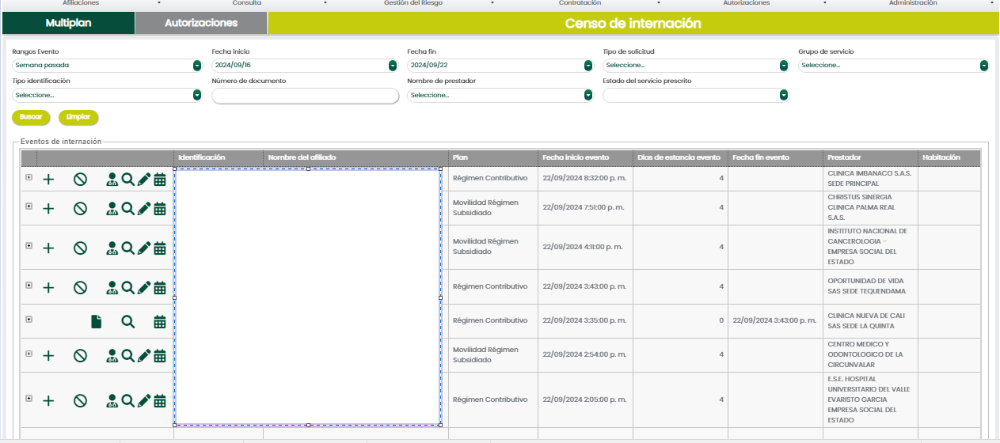 Afiliaciones Consulta Gestión del Riesgo Contratación Autorizaciones Administración
Multiplan Autorizaciones Censo de internación
Rangos Evento Fecha inicio Fecha fin Tipo de solicitud Grupo de servicio
Semana pasada 2024/09/16 2024/09/22 Seleccione... Seleccione...
Tipo identificación Número de documento Nombre de prestador Estado del servicio prescrito
Seleccione... Seleccione...
Buscar Limpiar
Eventos de internación
Identificación Nombre del afiliado Plan Fecha inicio evento Dias de estancia evento Fecha fin evento Prestador Habitación
Régimen Contributivo 22/09/2024 8:32:00 p. m. 4 CLINICA IMBANACO S.A.S.
SEDE PRINCIPAL
Movilidad Régimen
Subsidiado 22/09/2024 7:51:00 p. m. 4 CHRISTUS SINERGIA
CLINICA PALMA REAL
S.A.S.
Movilidad Régimen
Subsidiado 22/09/2024 4:11:00 p. m. 4 INSTITUTO NACIONAL DE
CANCEROLOGIA -
EMPRESA SOCIAL DEL
ESTADO
Régimen Contributivo 22/09/2024 3:43:00 p. m. 4 OPORTUNIDAD DE VIDA
SAS SEDE TEQUENDAMA
Régimen Contributivo 22/09/2024 3:35:00 p. m. 0 22/09/2024 3:43:00 p. m. CLINICA NUEVA DE CALI
SAS SEDE LA QUINTA
Movilidad Régimen
Subsidiado 22/09/2024 2:54:00 p. m. 4 CENTRO MEDICO Y
ODONTOLOGICO DE LA
CIRCUNVALAR
Régimen Contributivo 22/09/2024 2:05:00 p. m. 4 E.S.E. HOSPITAL
UNIVERSITARIO DEL VALLE
EVARISTO GARCIA
EMPRESA SOCIAL DEL
ESTADO